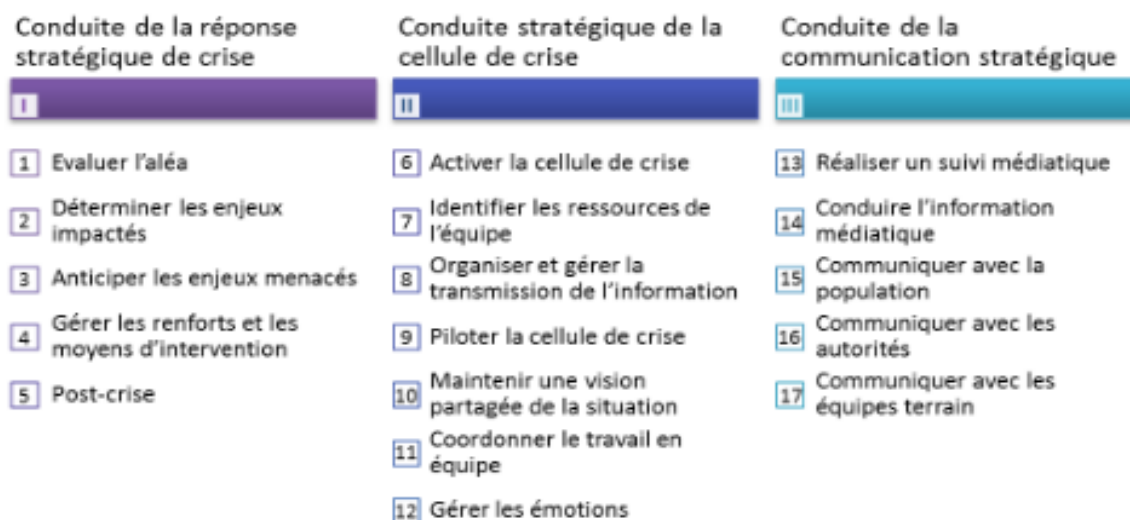 Conduite de la réponse
stratégique de crise
I
1 Evaluer l'aléa
2 Déterminer les enjeux
impactés
3 Anticiper les enjeux menacés
4 Gérer les renforts et les
moyens d'intervention
5 Post-crise
Conduite stratégique de la
cellule de crise
II
6 Activer la cellule de crise
7 Identifier les ressources de
l'équipe
8 Organiser et gérer la
transmission de l'information
9 Piloter la cellule de crise
10 Maintenir une vision
partagée de la situation
11 Coordonner le travail en
équipe
12 Gérer les émotions
Conduite de la
communication stratégique
III
13 Réaliser un suivi médiatique
14 Conduire l'information
médiatique
15 Communiquer avec la
population
16 Communiquer avec les
autorités
17 Communiquer avec les
équipes terrain